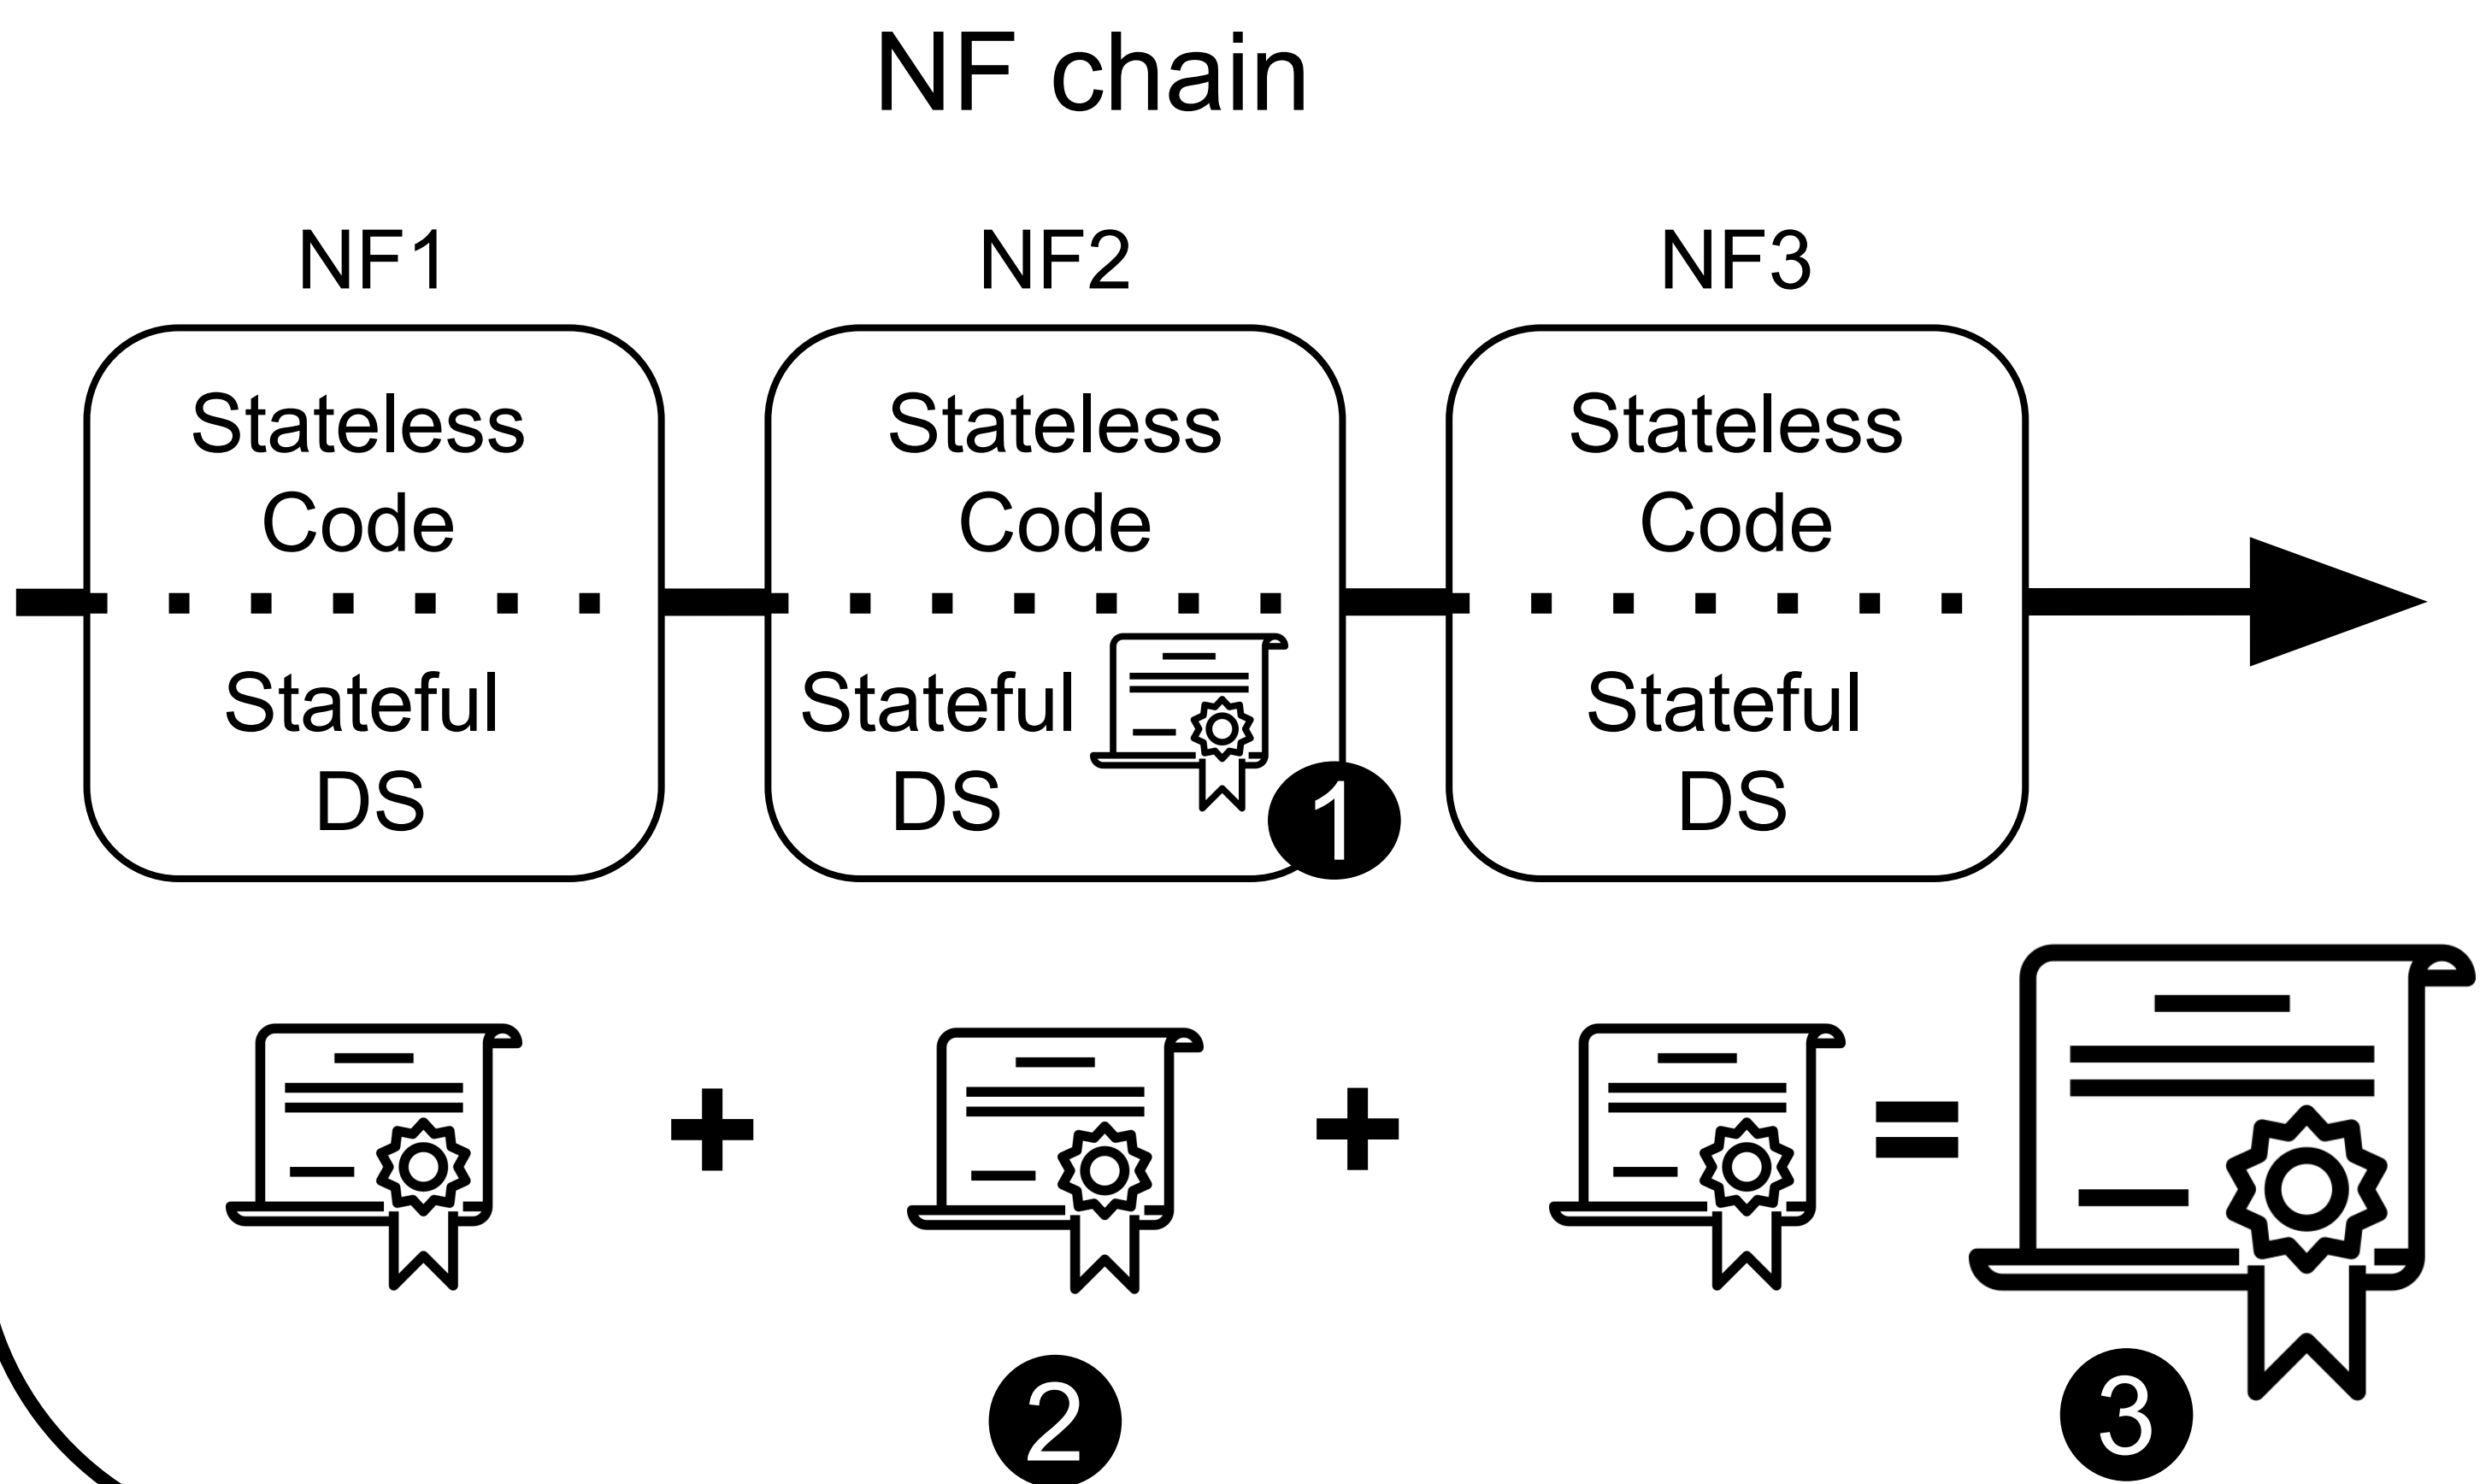 NF chain
NF1
NF2
NF3
Stateless
Code
Stateful
DS
Stateless
Code
Stateful
DS
1
Stateless
Code
Stateful
DS
+
+
=
2
3